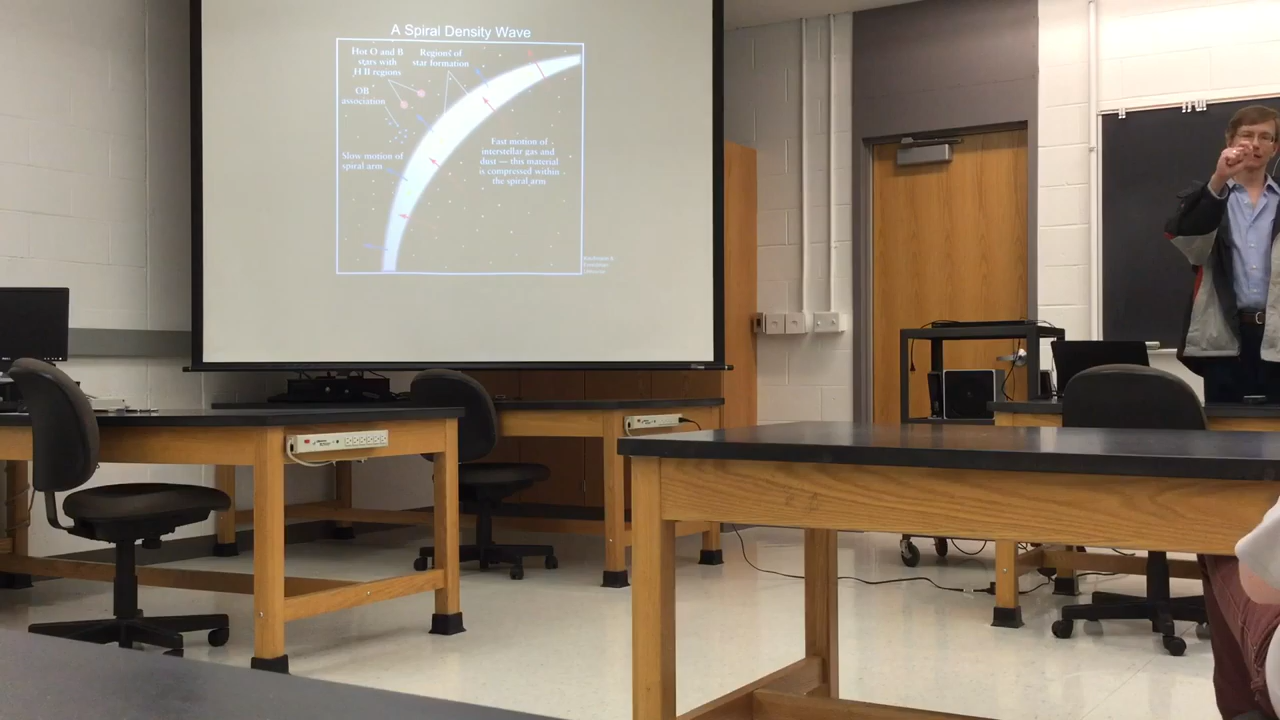 A Spiral Density Wave
Hot O and B
stars with
H II regions
Regions of
star formation
OB
association
Slow motion of
spiral arm
Fast motion of
interstellar gas and
dust — this material
is compressed within
the spiral arm